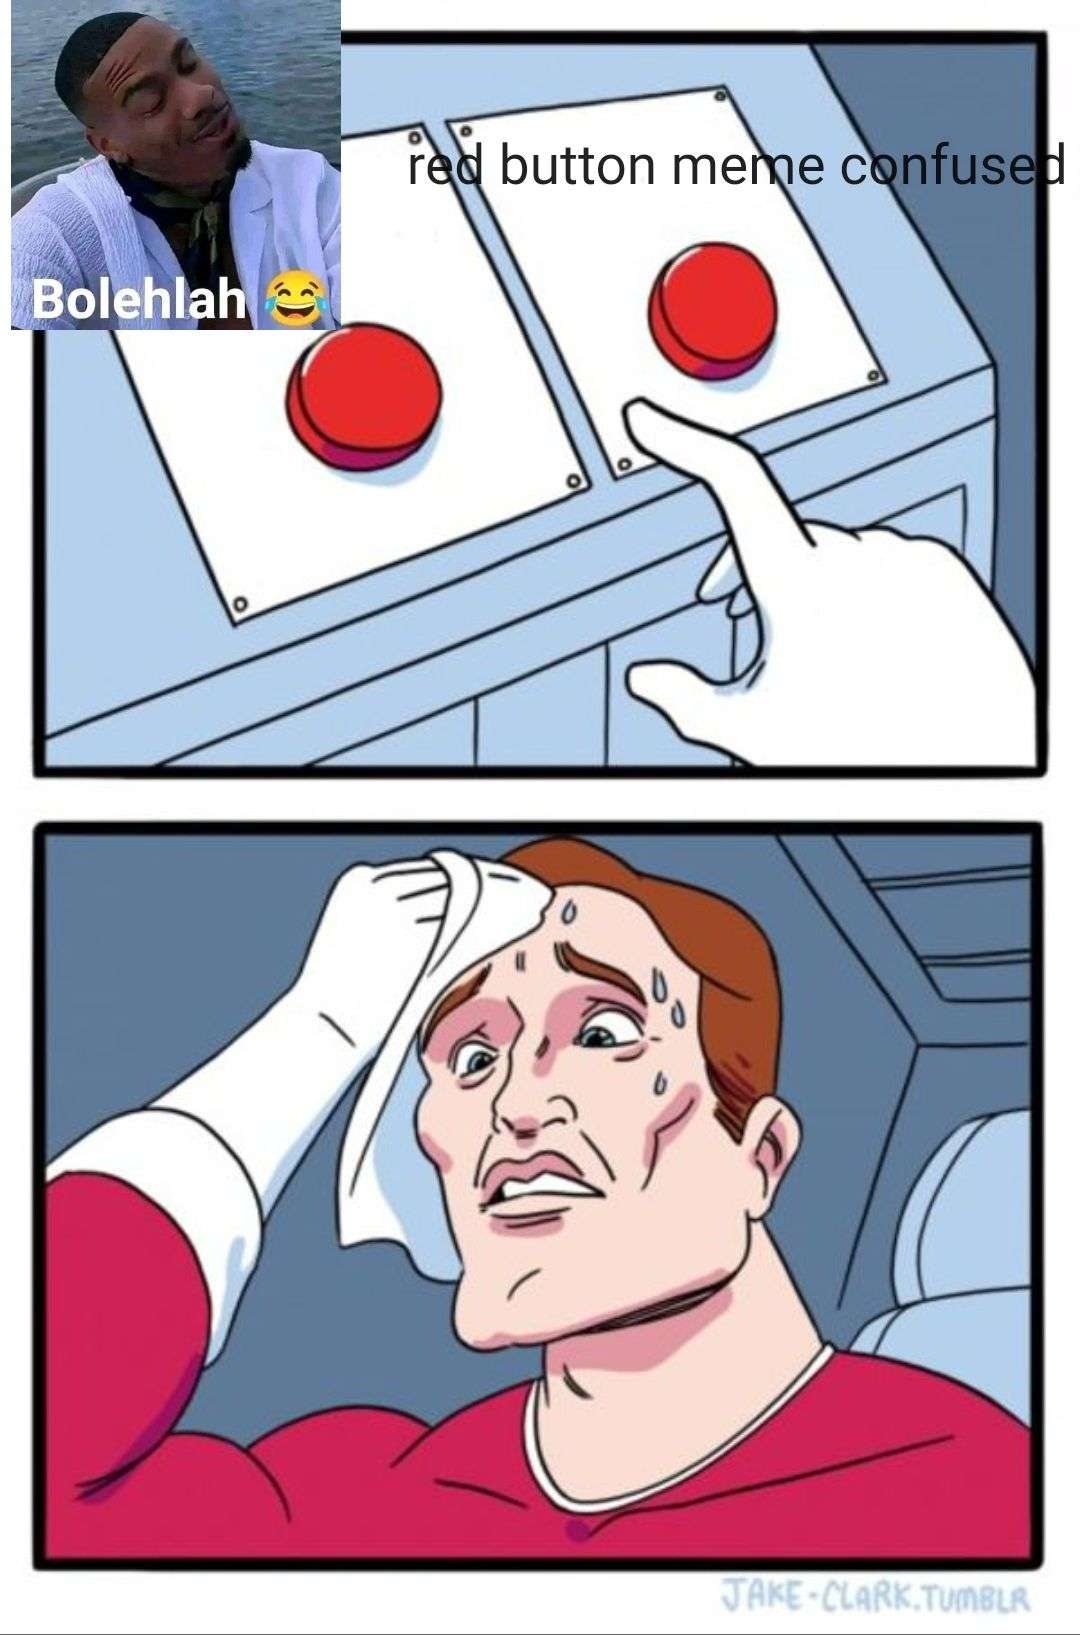 red button meme confused
Bolehlah 😂
JAKE-CLARK.TUMBLR